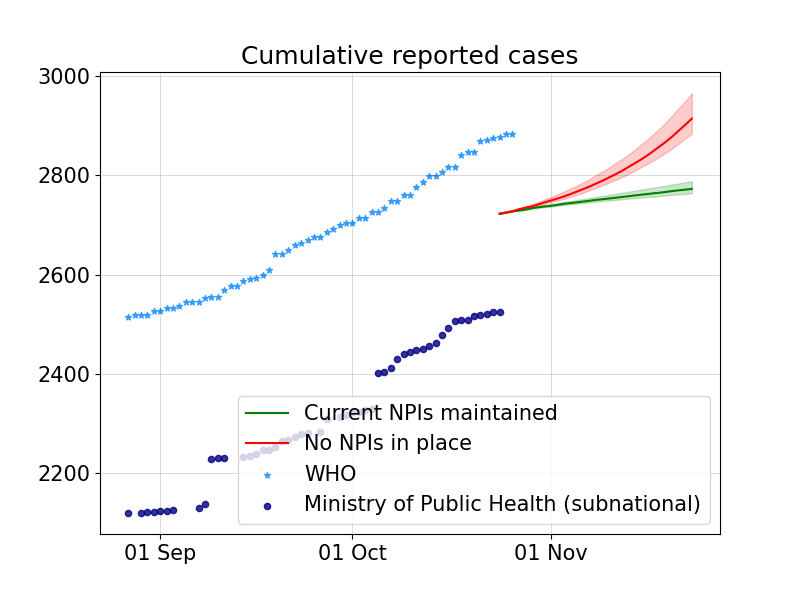 Cumulative reported cases
3000
2800
2600
2400
2200
Current NPIs maintained
No NPIs in place
WHO
Ministry of Public Health (subnational)
01 Sep
01 Oct
01 Nov